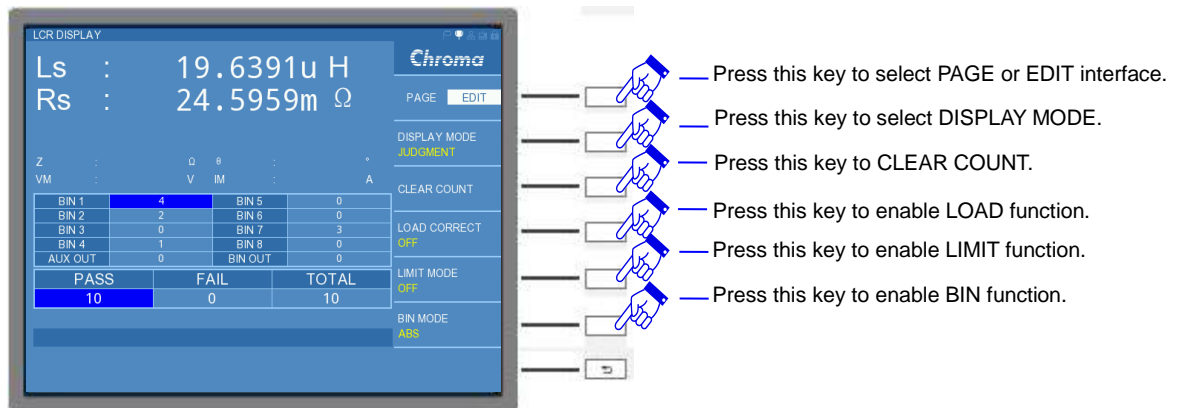 LCR DISPLAY
Chroma
Ls : 19.6391u H
Rs : 24.5959m Ω
PAGE EDIT
Press this key to select PAGE or EDIT interface.
DISPLAY MODE
JUDGMENT
Press this key to select DISPLAY MODE.
Z : Ω θ : °
VM : V IM : A
CLEAR COUNT
Press this key to CLEAR COUNT.
BIN 1 4 BIN 5 0
BIN 2 2 BIN 6 0
BIN 3 0 BIN 7 3
BIN 4 1 BIN 8 0
AUX OUT 0 BIN OUT 0
LOAD CORRECT
OFF
Press this key to enable LOAD function.
PASS FAIL TOTAL
10 0 10
LIMIT MODE
OFF
Press this key to enable LIMIT function.
BIN MODE
ABS
Press this key to enable BIN function.